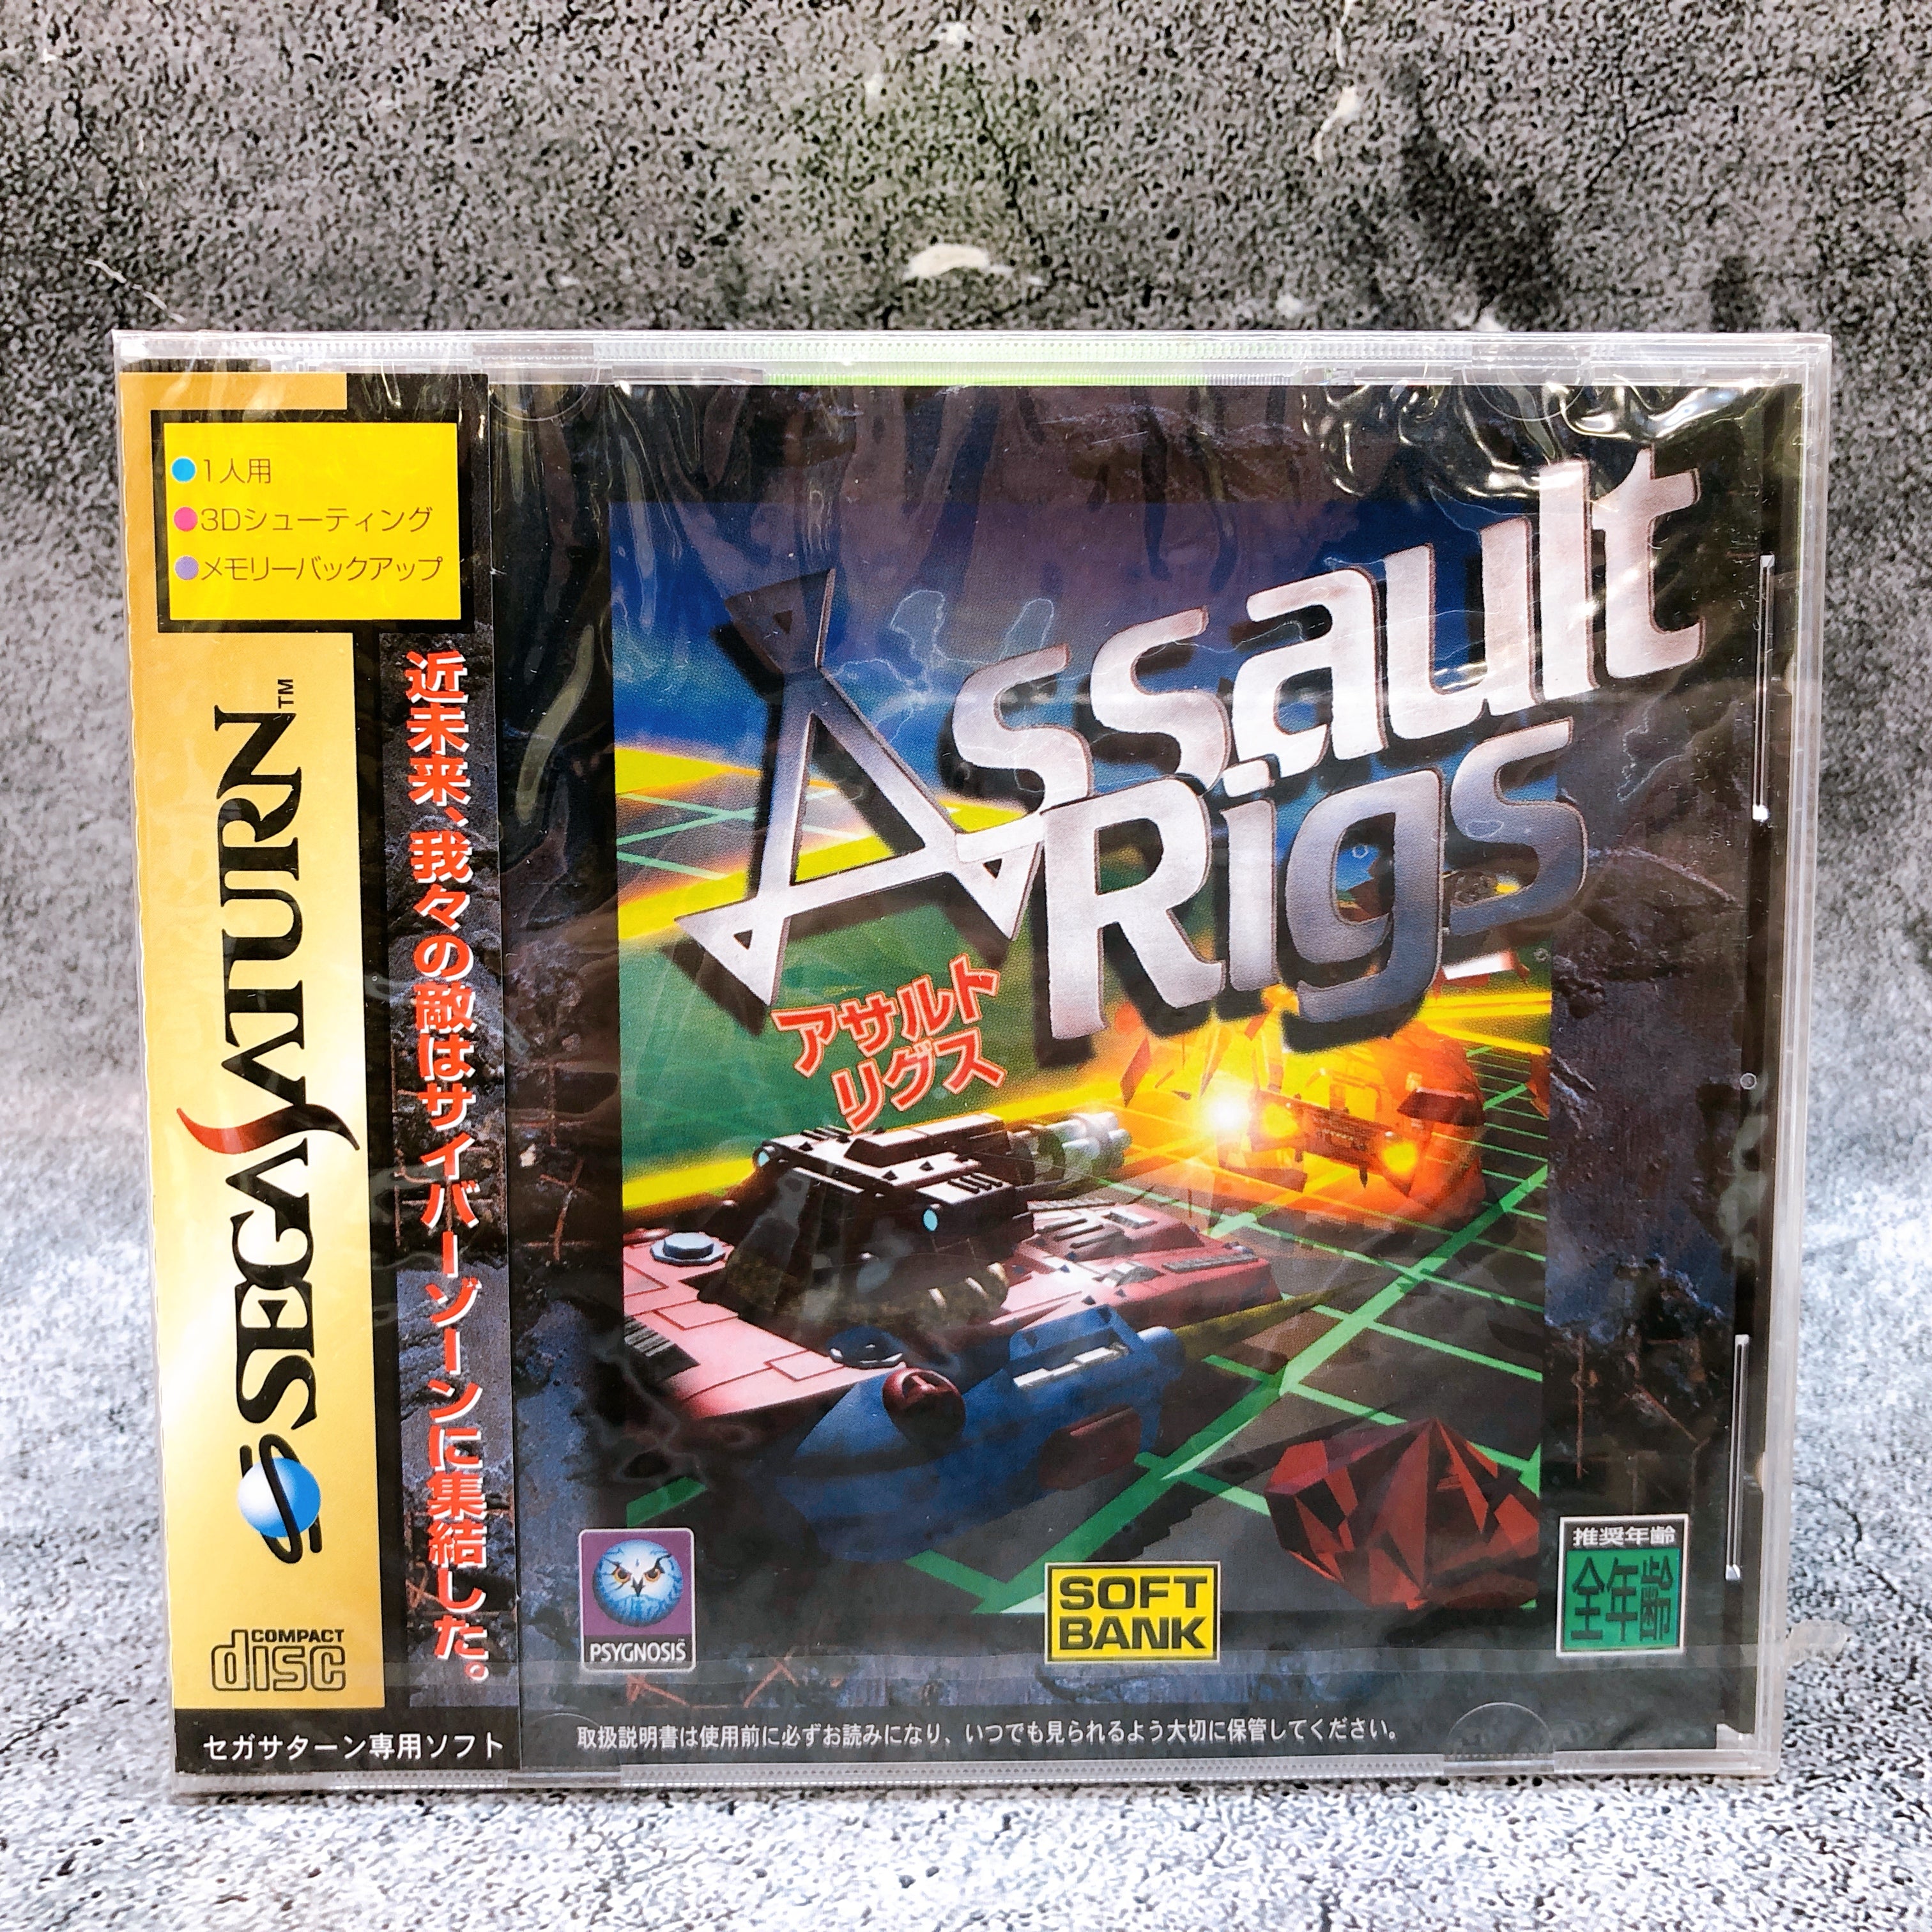 1人用
3Dシューティング
メモリーバックアップ
SEGA SATURN™
COMPACT
disc
セガサターン専用ソフト
近未来、我々の敵はサイバーゾーンに集結した。
Assault
Rigs
アサルト
リグス
PSYGNOSIS™
SOFT
BANK
推奨年齢
全年齢
取扱説明書は使用前に必ずお読みになり、いつでも見られるよう大切に保管してください。